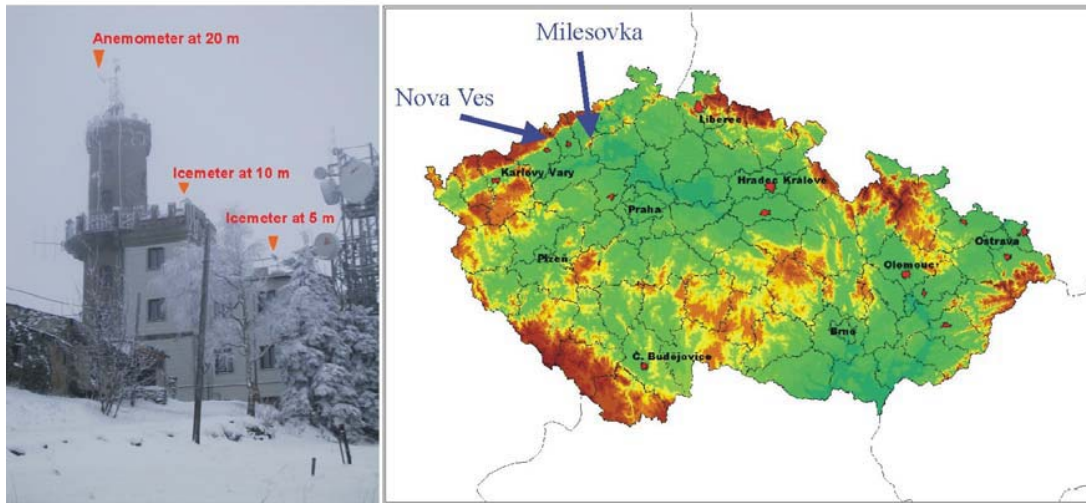 Anemometer at 20 m
Icemeter at 10 m
Icemeter at 5 m
Milesovka
Nova Ves
Liberec
Karlovy Vary
Hradec Králové
Praha
Ostrava
Plzeň
Olomouc
Brno
Č. Budějovice